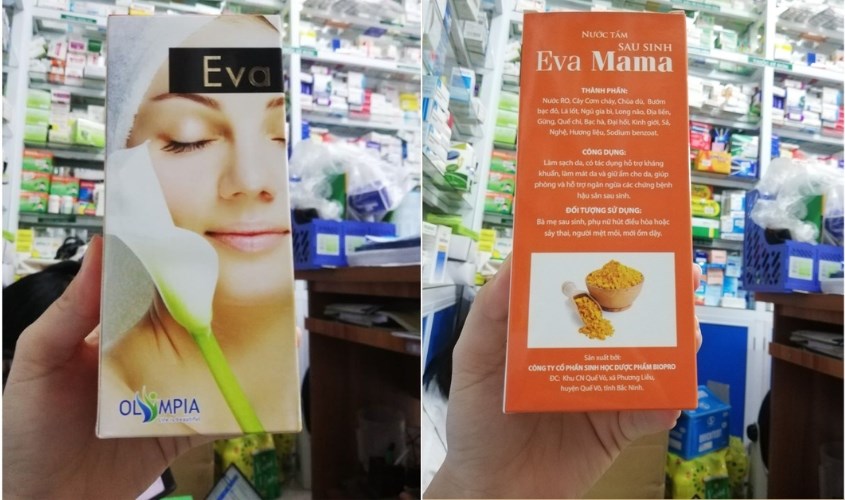 Eva
OLYMPIA
NƯỚC TẮM
SAU SINH
Eva Mama
THÀNH PHẦN:
Nước RO, Cây Cơm cháy, Chùa dù, Bướm
bạc đỏ, Lá lốt, Ngũ gia bì, Long não, Địa liền,
Gừng, Quế chi, Bạc hà, Đại hồi, Kinh giới, Sả,
Nghệ, Hương liệu, Sodium benzoat.
CÔNG DỤNG:
Làm sạch da, có tác dụng hỗ trợ kháng
khuẩn, làm mát da và giữ ẩm cho da, giúp
phòng và hỗ trợ ngăn ngừa các chứng bệnh
hậu sản sau sinh.
ĐỐI TƯỢNG SỬ DỤNG:
Bà mẹ sau sinh, phụ nữ hút điều hòa hoặc
sảy thai, người mệt mỏi, mới ốm dậy.
Sản xuất bởi:
CÔNG TY CỔ PHẦN SINH HỌC DƯỢC PHẨM BIOPRO
ĐC: Khu CN Quế Võ, xã Phương Liễu,
huyện Quế Võ, tỉnh Bắc Ninh.